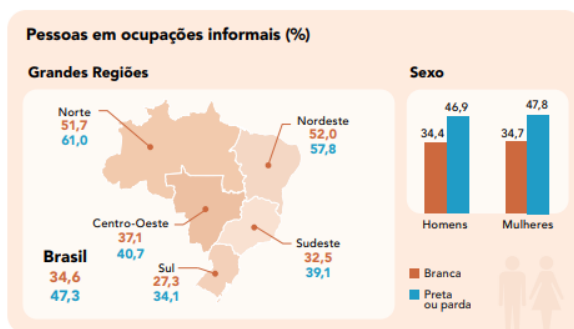 Pessoas em ocupações informais (%)
Grandes Regiões
Norte
51,7
61,0
Nordeste
52,0
57,8
Centro-Oeste
37,1
40,7
Sudeste
32,5
39,1
Sul
27,3
34,1
Brasil
34,6
47,3
Sexo
34,4
46,9
34,7
47,8
Homens
Mulheres
Branca
Preta
ou parda